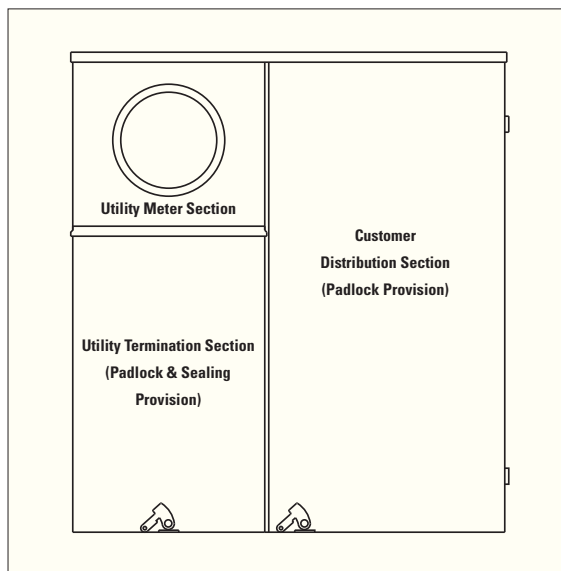 Utility Meter Section
Customer
Distribution Section
(Padlock Provision)
Utility Termination Section
(Padlock & Sealing
Provision)